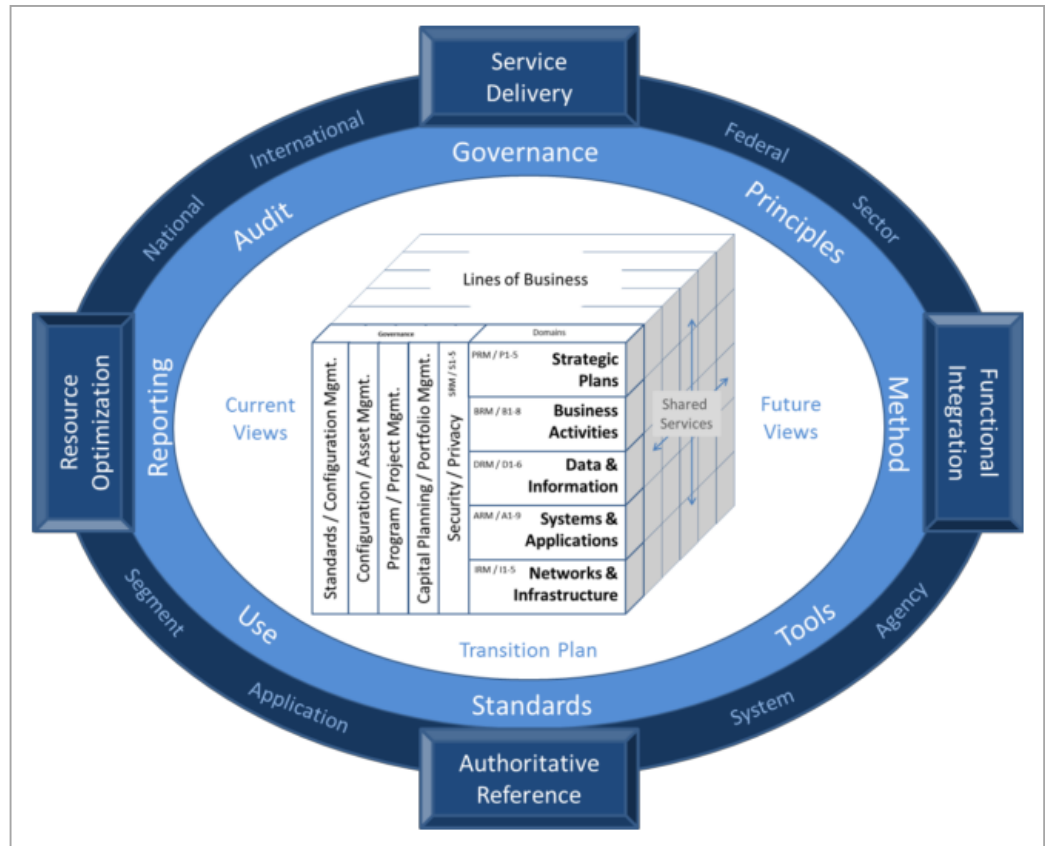 Service
Delivery
International
Federal
Governance
National
Audit
Principles
Sector
Lines of Business
Governance
Domains
Resource
Optimization
Reporting
Current
Views
Standards / Configuration Mgmt.
Configuration / Asset Mgmt.
Program / Project Mgmt.
Capital Planning / Portfolio Mgmt.
Security / Privacy
SRM / S1-5
PRM / P1-5
Strategic
Plans
BRM / B1-8
Business
Activities
DRM / D1-6
Data &
Information
ARM / A1-9
Systems &
Applications
IRM / I1-5
Networks &
Infrastructure
Shared
Services
Future
Views
Method
Functional
Integration
Segment
Use
Transition Plan
Tools
Agency
Application
Standards
System
Authoritative
Reference